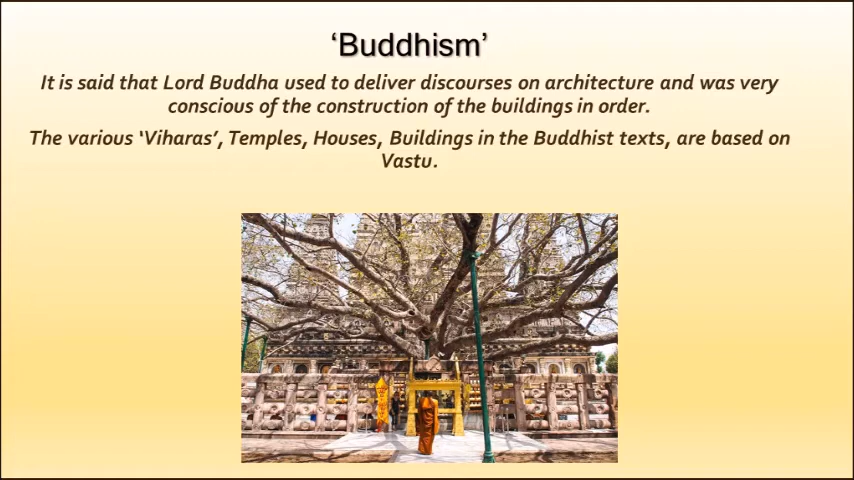 ‘Buddhism’
It is said that Lord Buddha used to deliver discourses on architecture and was very
conscious of the construction of the buildings in order.
The various ‘Viharas’, Temples, Houses, Buildings in the Buddhist texts, are based on
Vastu.